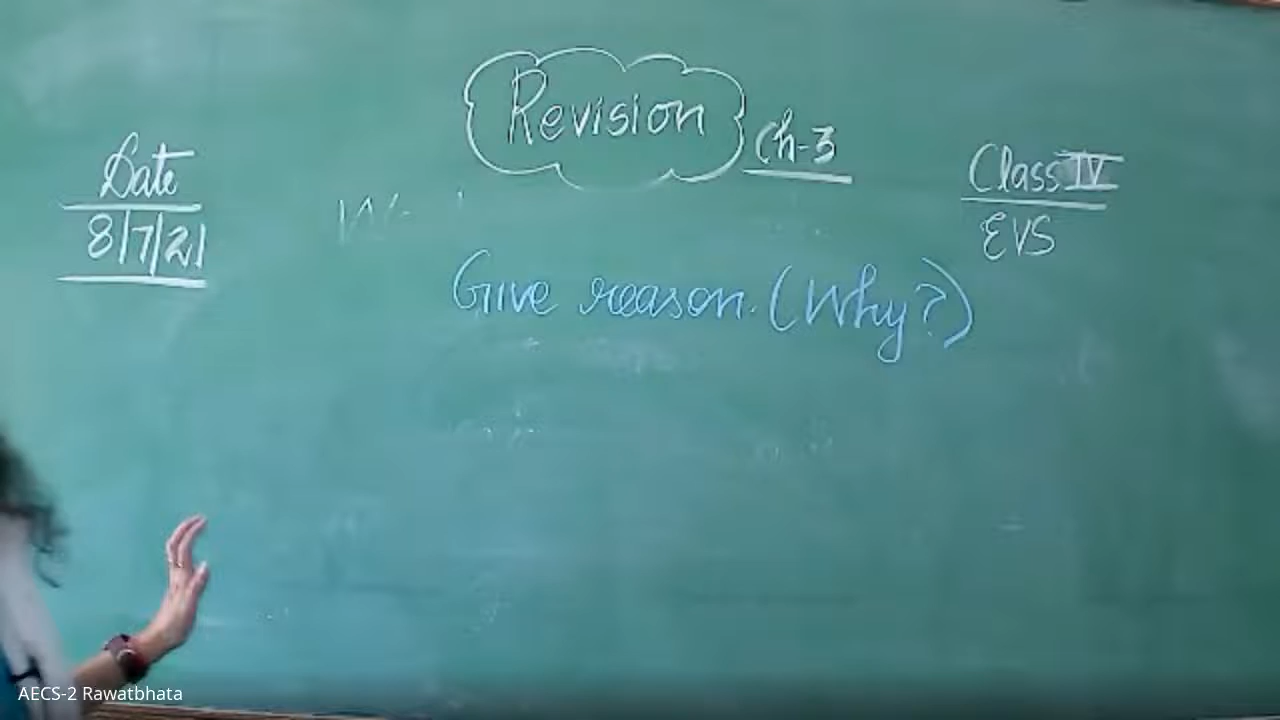 Revision
Ch-3
Date
8/7/21
Class IV
EVS
Give reason. (Why?)
AECS-2 Rawatbhata